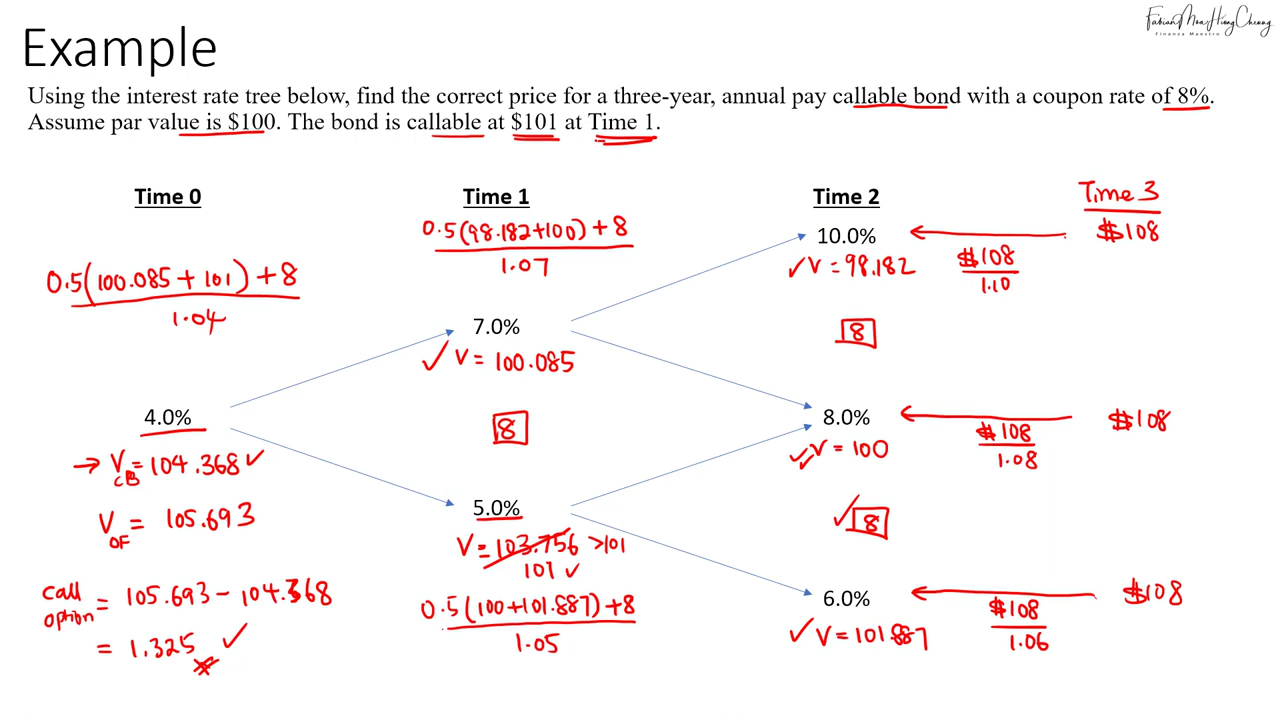 Fabian Moa Hiong Cheong
Finanza Maestro
Example
Using the interest rate tree below, find the correct price for a three-year, annual pay callable bond with a coupon rate of 8%.
Assume par value is $100. The bond is callable at $101 at Time 1.
Time 0
Time 1
Time 2
Time 3
0.5(100.085 + 101) + 8
1.04
0.5(98.182+100) + 8
1.07
10.0%
✓ V = 98.182
$108
1.10
$108
7.0%
✓ V = 100.085
8
4.0%
→ V CB = 104.368 ✓
8
8.0%
✓✓ V = 100
$108
1.08
$108
V OF = 105.693
5.0%
V = 103.756 >101
101 ✓
✓ 8
call option = 105.693 - 104.368
= 1.325 ✓
0.5(100+101.887) + 8
1.05
6.0%
✓ V = 101.887
$108
1.06
$108